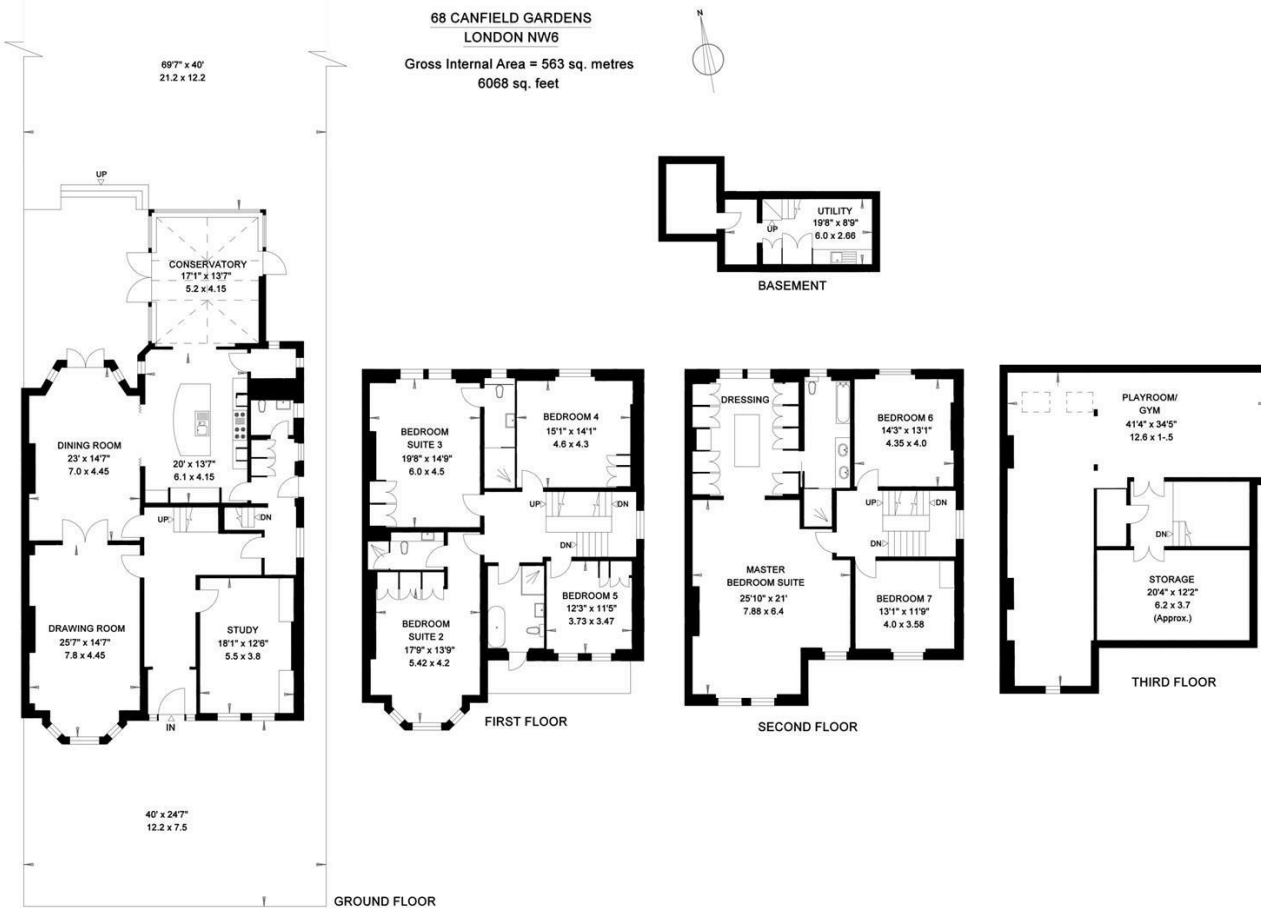 68 CANFIELD GARDENS
LONDON NW6
Gross Internal Area = 563 sq. metres
6068 sq. feet
N
69'7" x 40'
21.2 x 12.2
UP
CONSERVATORY
17'1" x 13'7"
5.2 x 4.15
DINING ROOM
23' x 14'7"
7.0 x 4.45
20' x 13'7"
6.1 x 4.15
UP
DN
DRAWING ROOM
25'7" x 14'7"
7.8 x 4.45
STUDY
18'1" x 12'6"
5.5 x 3.8
IN
40' x 24'7"
12.2 x 7.5
GROUND FLOOR
UTILITY
19'8" x 8'9"
6.0 x 2.66
UP
BASEMENT
BEDROOM
SUITE 3
19'8" x 14'9"
6.0 x 4.5
BEDROOM 4
15'1" x 14'1"
4.6 x 4.3
UP
DN
DN
BEDROOM
SUITE 2
17'9" x 13'9"
5.42 x 4.2
BEDROOM 5
12'3" x 11'5"
3.73 x 3.47
FIRST FLOOR
DRESSING
BEDROOM 6
14'3" x 13'1"
4.35 x 4.0
UP
DN
DN
MASTER
BEDROOM SUITE
25'10" x 21'
7.88 x 6.4
BEDROOM 7
13'1" x 11'9"
4.0 x 3.58
SECOND FLOOR
PLAYROOM/
GYM
41'4" x 34'5"
12.6 x 1-.5
DN
STORAGE
20'4" x 12'2"
6.2 x 3.7
(Approx.)
THIRD FLOOR